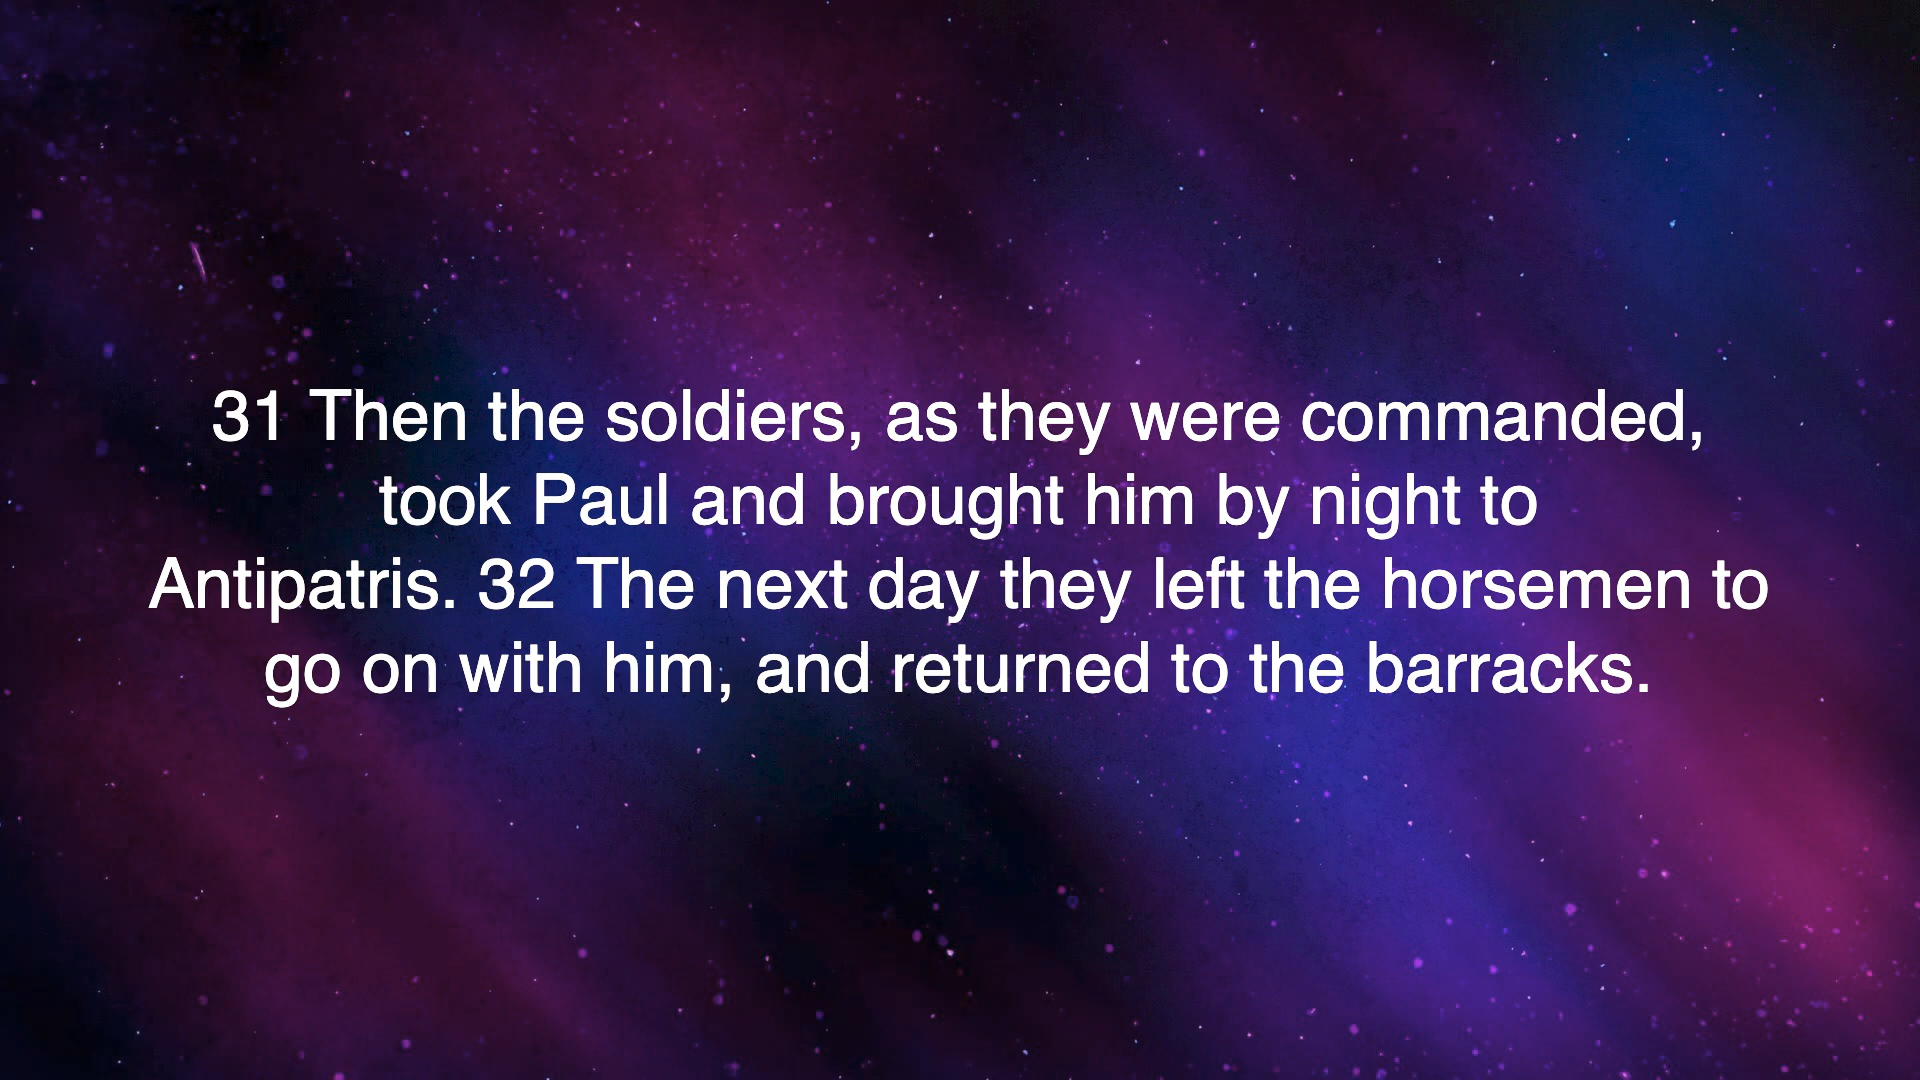 31 Then the soldiers, as they were commanded,
took Paul and brought him by night to
Antipatris. 32 The next day they left the horsemen to
go on with him, and returned to the barracks.